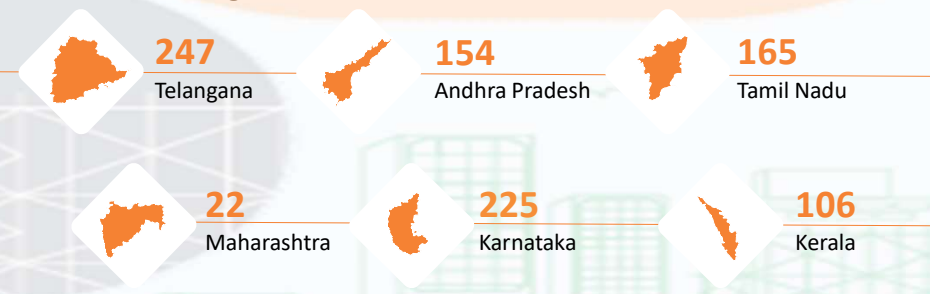 247
Telangana
154
Andhra Pradesh
165
Tamil Nadu
22
Maharashtra
225
Karnataka
106
Kerala